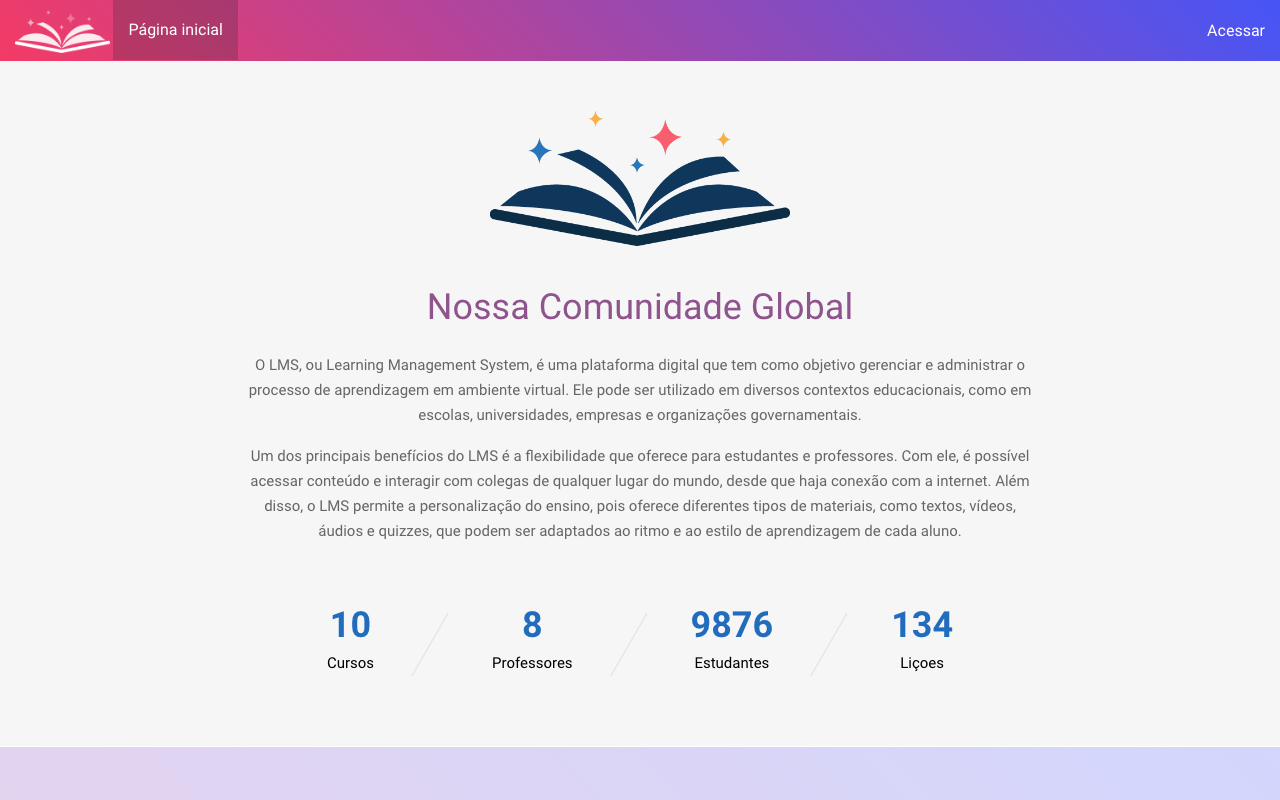 Página inicial
Acessar
Nossa Comunidade Global
O LMS, ou Learning Management System, é uma plataforma digital que tem como objetivo gerenciar e administrar o
processo de aprendizagem em ambiente virtual. Ele pode ser utilizado em diversos contextos educacionais, como em
escolas, universidades, empresas e organizações governamentais.
Um dos principais benefícios do LMS é a flexibilidade que oferece para estudantes e professores. Com ele, é possível
acessar conteúdo e interagir com colegas de qualquer lugar do mundo, desde que haja conexão com a internet. Além
disso, o LMS permite a personalização do ensino, pois oferece diferentes tipos de materiais, como textos, vídeos,
áudios e quizzes, que podem ser adaptados ao ritmo e ao estilo de aprendizagem de cada aluno.
10
Cursos
8
Professores
9876
Estudantes
134
Liçoes